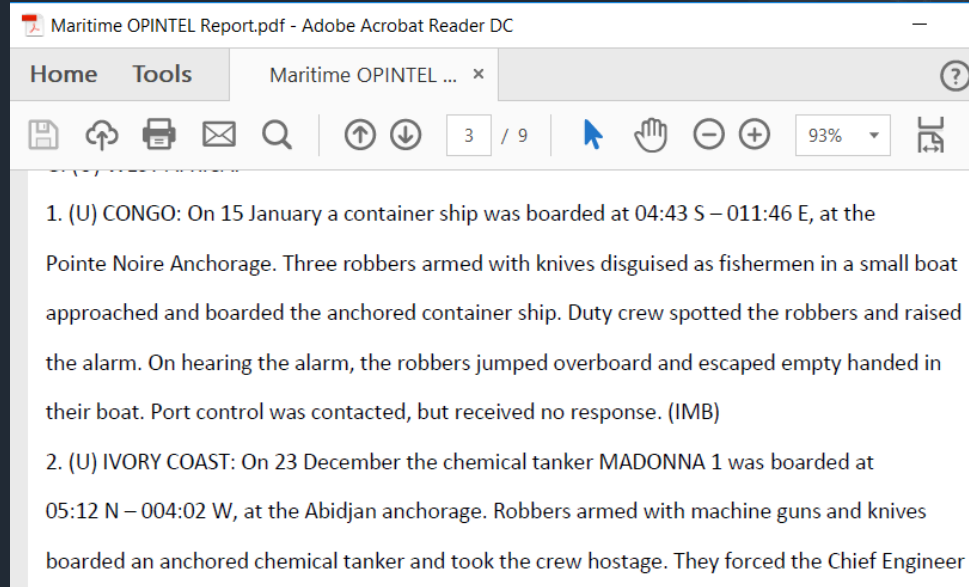 Maritime OPINTEL Report.pdf - Adobe Acrobat Reader DC
Home Tools Maritime OPINTEL ... ×
3 / 9 93%
1. (U) CONGO: On 15 January a container ship was boarded at 04:43 S – 011:46 E, at the
Pointe Noire Anchorage. Three robbers armed with knives disguised as fishermen in a small boat
approached and boarded the anchored container ship. Duty crew spotted the robbers and raised
the alarm. On hearing the alarm, the robbers jumped overboard and escaped empty handed in
their boat. Port control was contacted, but received no response. (IMB)
2. (U) IVORY COAST: On 23 December the chemical tanker MADONNA 1 was boarded at
05:12 N – 004:02 W, at the Abidjan anchorage. Robbers armed with machine guns and knives
boarded an anchored chemical tanker and took the crew hostage. They forced the Chief Engineer